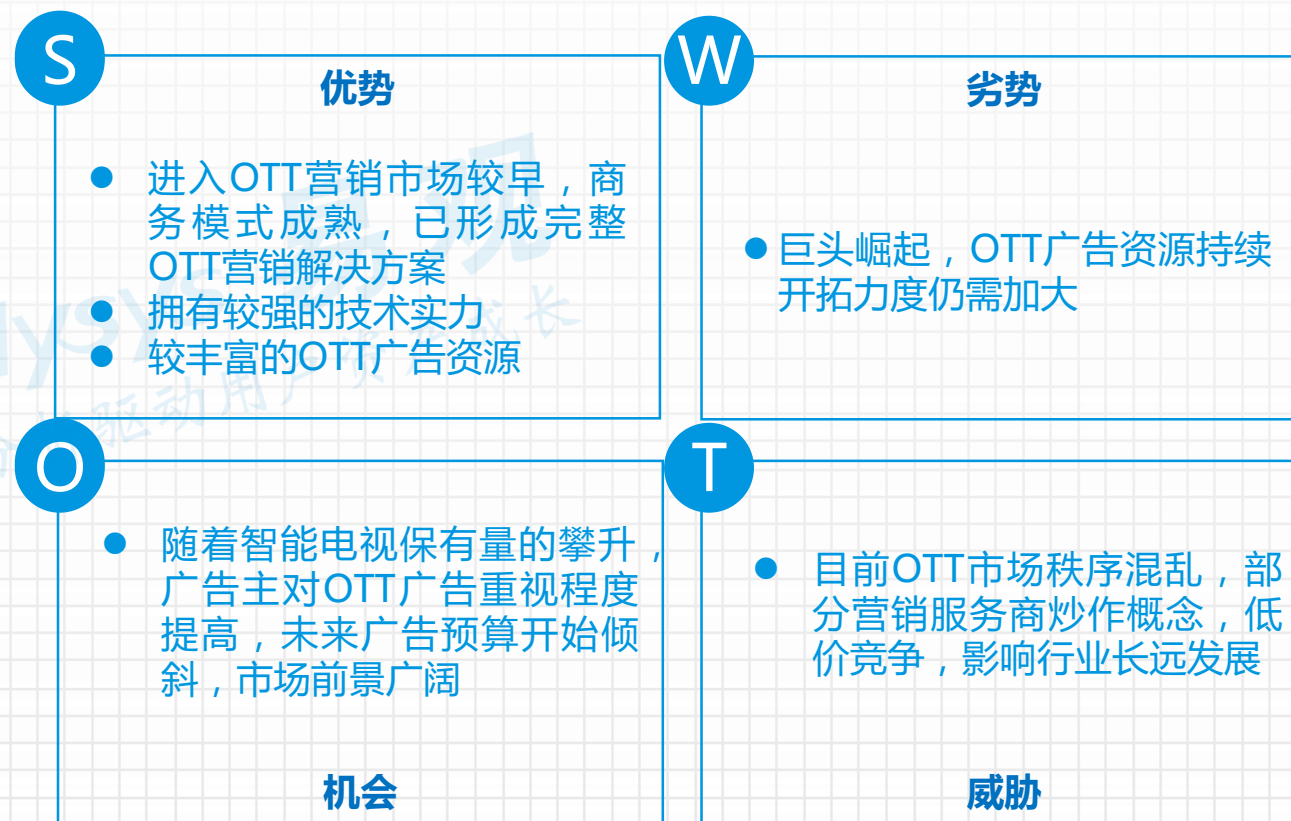 S
优势
进入OTT营销市场较早，商
务模式成熟，已形成完整
OTT营销解决方案
拥有较强的技术实力
较丰富的OTT广告资源
W
劣势
巨头崛起，OTT广告资源持续
开拓力度仍需加大
O
随着智能电视保有量的攀升，
广告主对OTT广告重视程度
提高，未来广告预算开始倾
斜，市场前景广阔
机会
T
目前OTT市场秩序混乱，部
分营销服务商炒作概念，低
价竞争，影响行业长远发展
威胁